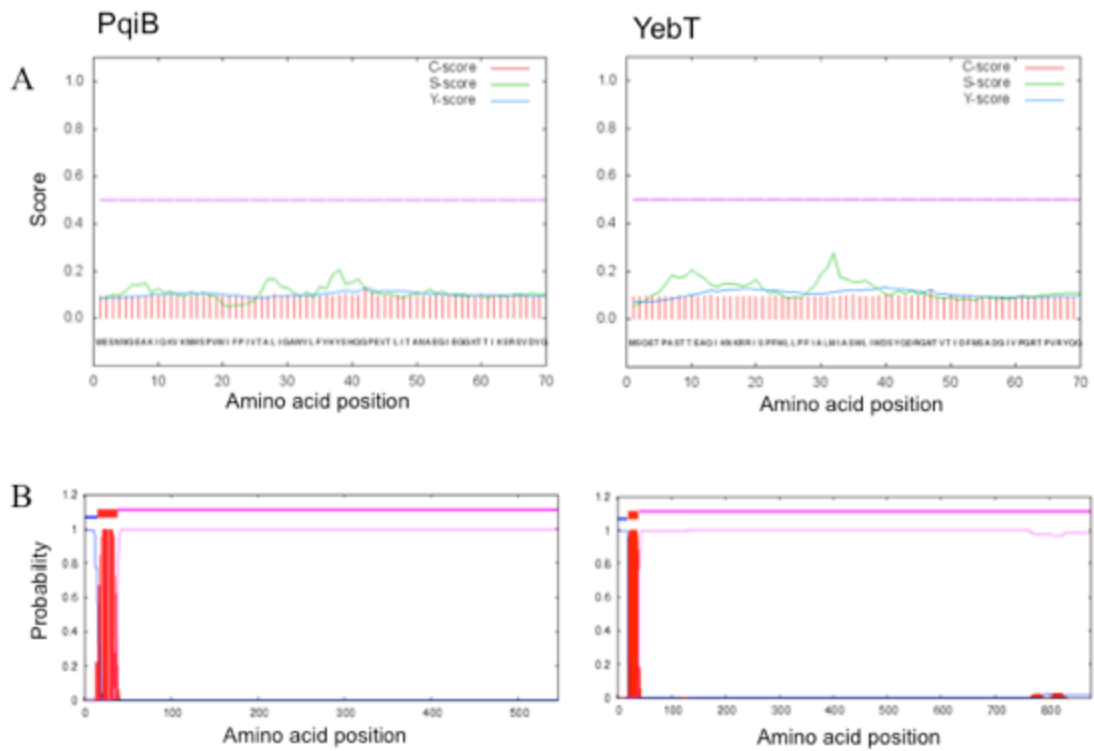 PqiB
YebT
A
C-score
S-score
Y-score
C-score
S-score
Y-score
1.0
0.8
0.6
0.4
0.2
0.0
1.0
0.8
0.6
0.4
0.2
0.0
Score
0 10 20 30 40 50 60 70
0 10 20 30 40 50 60 70
Amino acid position
Amino acid position
B
1.2
1
0.8
0.6
0.4
0.2
0
1.2
1
0.8
0.6
0.4
0.2
0
Probability
0 100 200 300 400 500
0 100 200 300 400 500 600 700 800
Amino acid position
Amino acid position